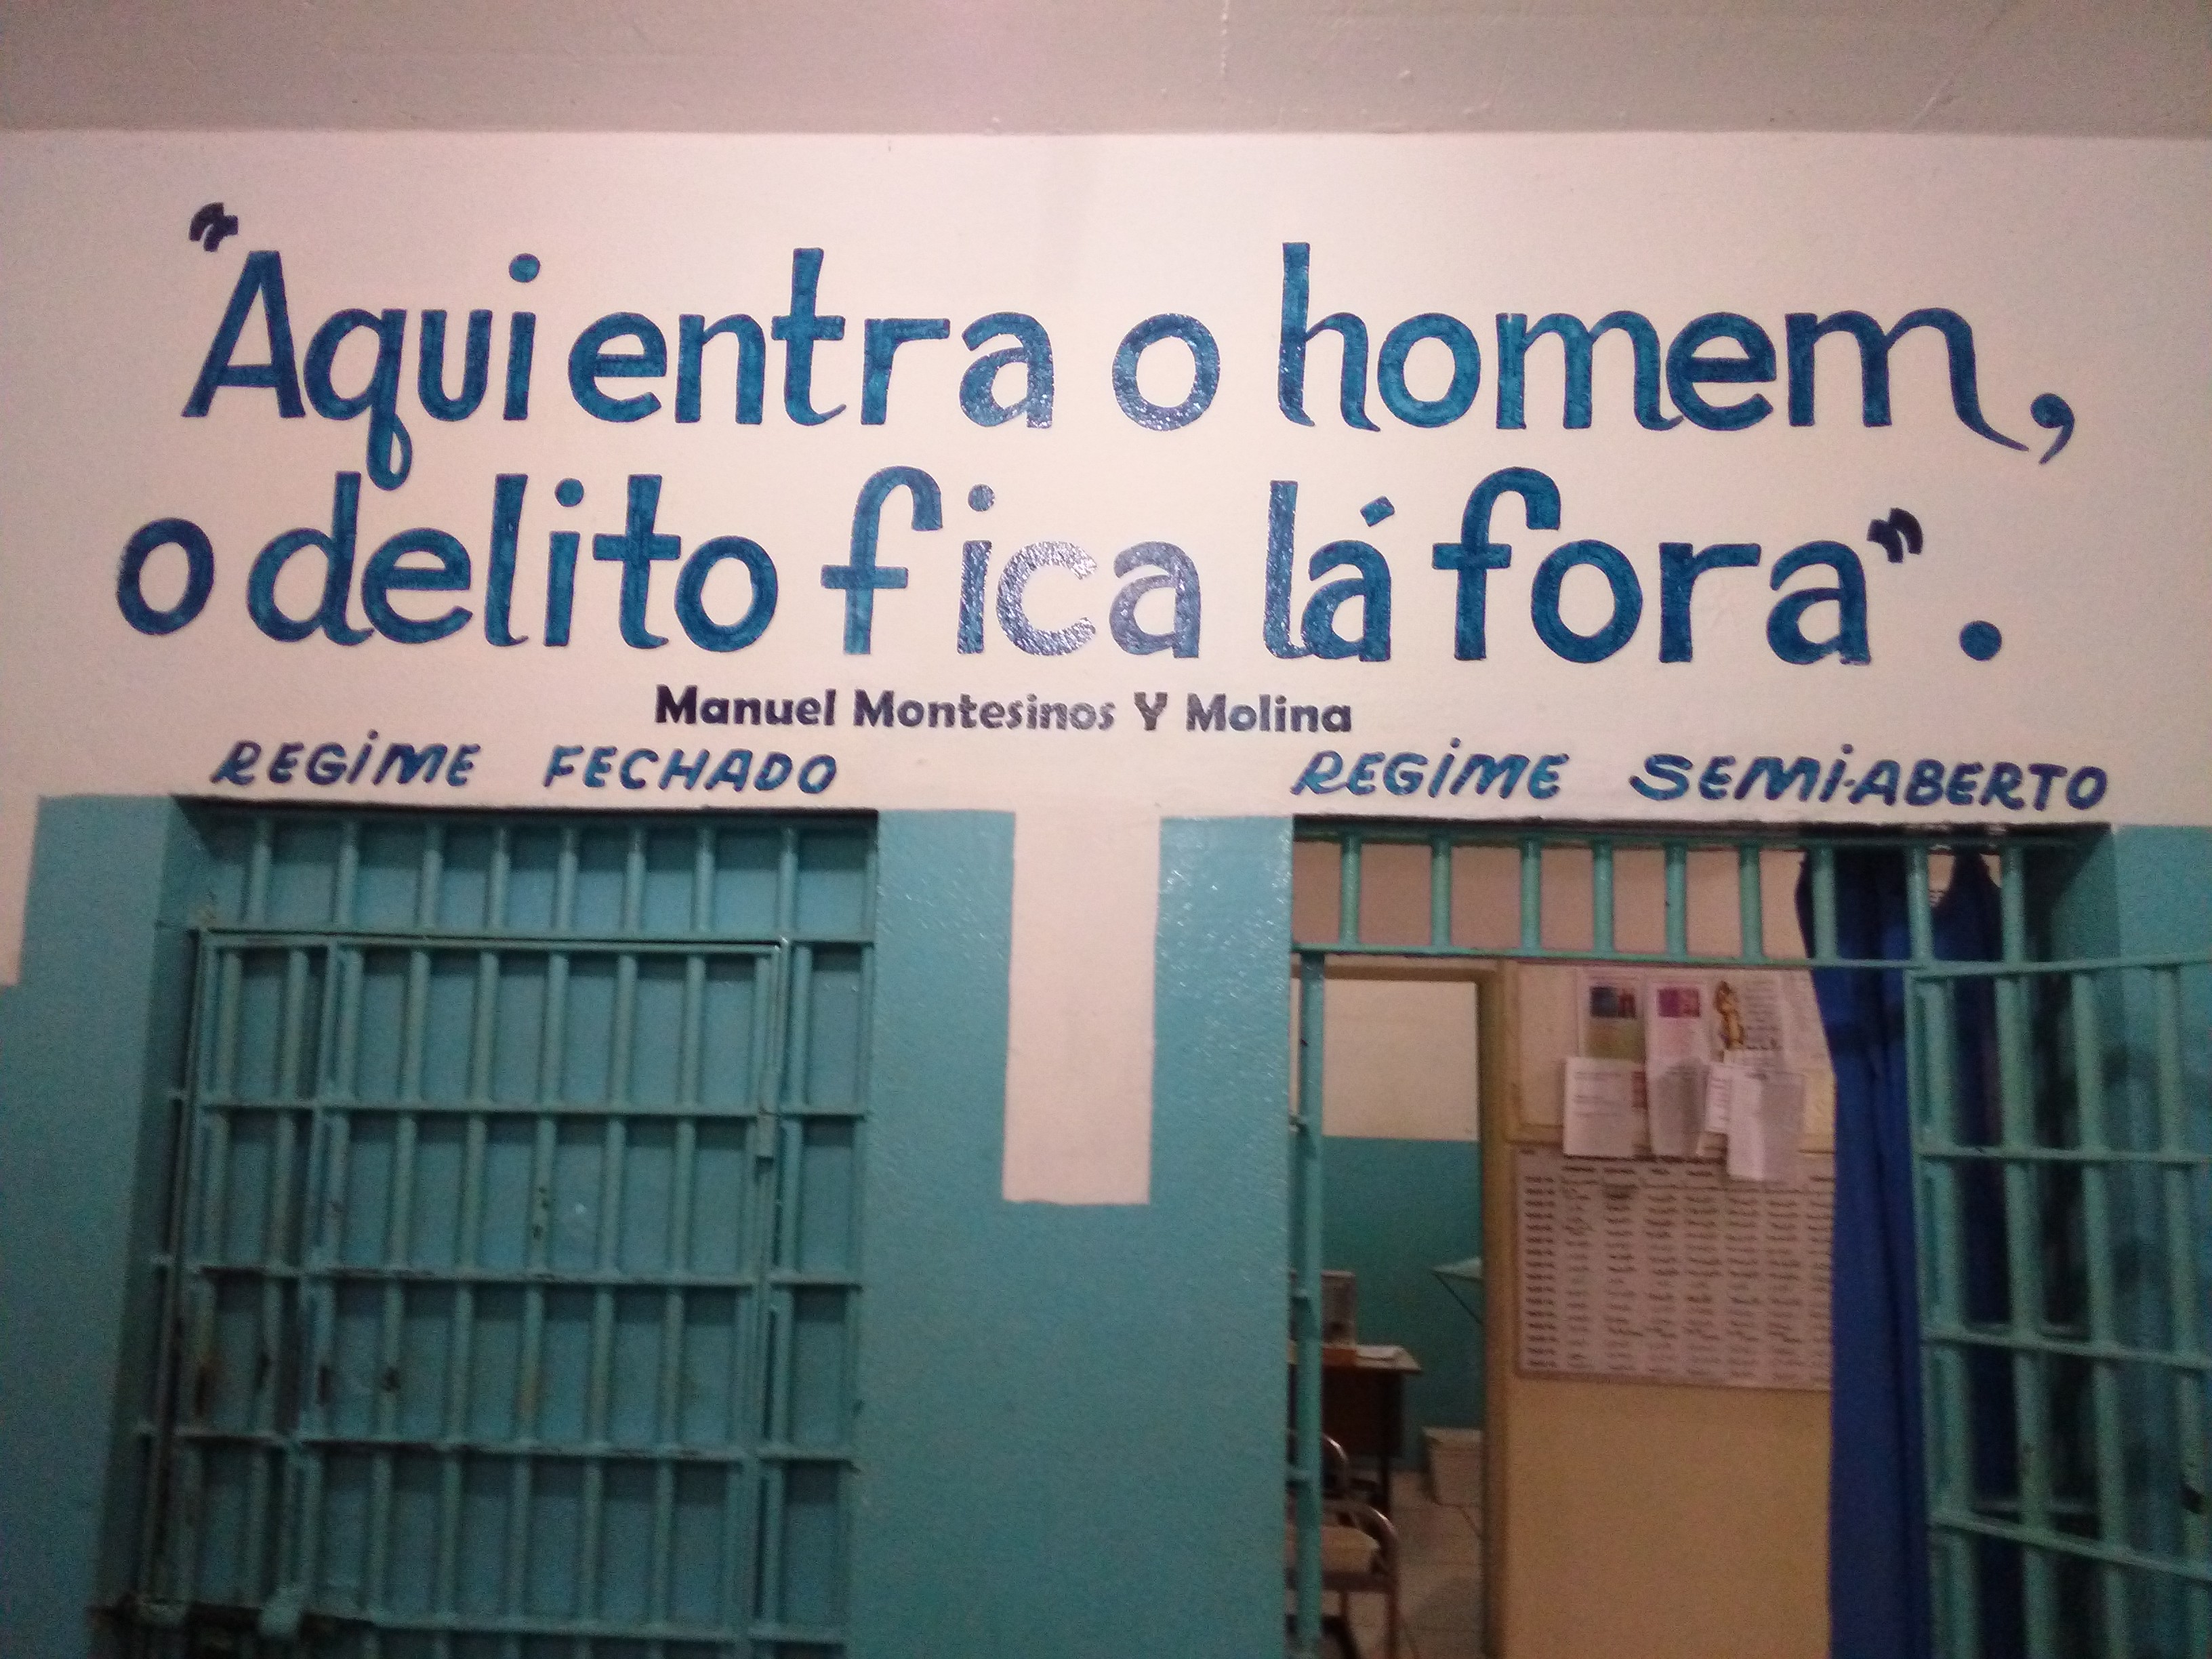 "Aqui entra o homem,
o delito fica lá fora".
Manuel Montesinos Y Molina
REGIME FECHADO
REGIME SEMI-ABERTO